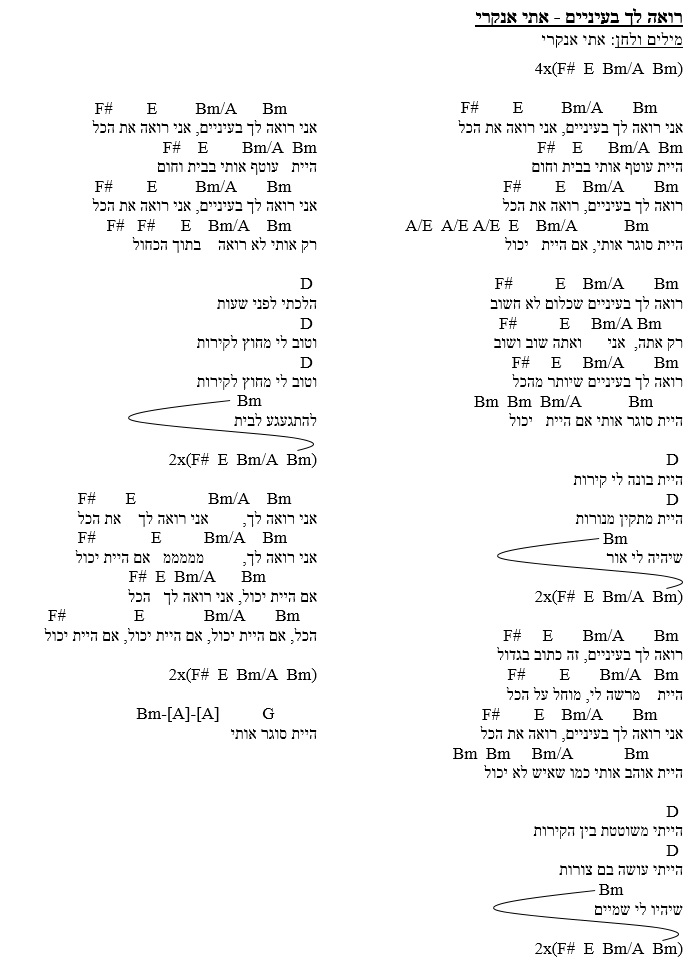 רואה לך בעיניים - אתי אנקרי
מילים ולחן: אתי אנקרי
4x(F# E Bm/A Bm)
F# E Bm/A Bm
אני רואה לך בעיניים, אני רואה את הכל
F# E Bm/A Bm
היית עוטף אותי בבית וחום
F# E Bm/A Bm
רואה לך בעיניים, רואה את הכל
A/E A/E A/E E Bm/A Bm
היית סוגר אותי, אם היית יכול
F# E Bm/A Bm
רואה לך בעיניים שכלום לא חשוב
F# E Bm/A Bm
רק אתה, אני ואתה שוב ושוב
F# E Bm/A Bm
רואה לך בעיניים שיותר מהכל
Bm Bm Bm/A Bm
היית סוגר אותי אם היית יכול
D
היית בונה לי קירות
D
היית מתקין מנורות
Bm
שיהיה לי אור
2x(F# E Bm/A Bm)
F# E Bm/A Bm
רואה לך בעיניים, זה כתוב בגדול
F# E Bm/A Bm
היית מרשה לי, מוחל על הכל
F# E Bm/A Bm
אני רואה לך בעיניים, רואה את הכל
Bm Bm Bm/A Bm
היית אוהב אותי כמו שאיש לא יכול
D
הייתי משוטטת בין הקירות
D
הייתי עושה בם צורות
Bm
שיהיו לי שמיים
2x(F# E Bm/A Bm)
F# E Bm/A Bm
אני רואה לך בעיניים, אני רואה את הכל
F# E Bm/A Bm
היית עוטף אותי בבית וחום
F# E Bm/A Bm
אני רואה לך בעיניים, אני רואה את הכל
F# F# E Bm/A Bm
רק אותי לא רואה בתוך הכחול
D
הלכתי לפני שעות
D
וטוב לי מחוץ לקירות
D
וטוב לי מחוץ לקירות
Bm
להתגעגע לבית
2x(F# E Bm/A Bm)
F# E Bm/A Bm
אני רואה לך, אני רואה לך את הכל
F# E Bm/A Bm
אני רואה לך, מממממ אם היית יכול
F# E Bm/A Bm
אם היית יכול, אני רואה לך הכל
F# E Bm/A Bm
הכל, אם היית יכול, אם היית יכול, אם היית יכול
2x(F# E Bm/A Bm)
Bm-[A]-[A] G
היית סוגר אותי